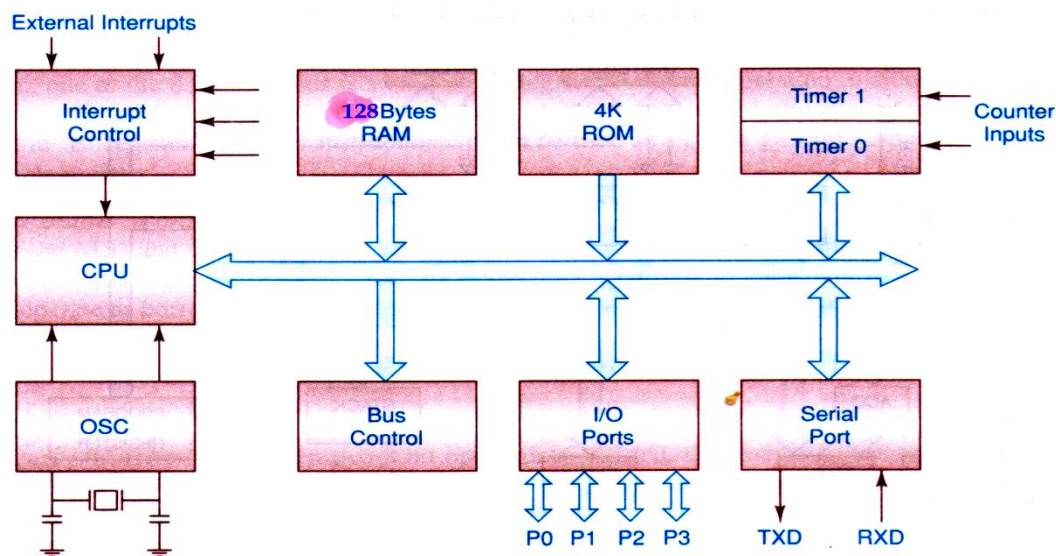 External Interrupts
Interrupt
Control
128Bytes
RAM
4K
ROM
Timer 1
Timer 0
Counter
Inputs
CPU
OSC
Bus
Control
I/O
Ports
Serial
Port
P0 P1 P2 P3
TXD RXD